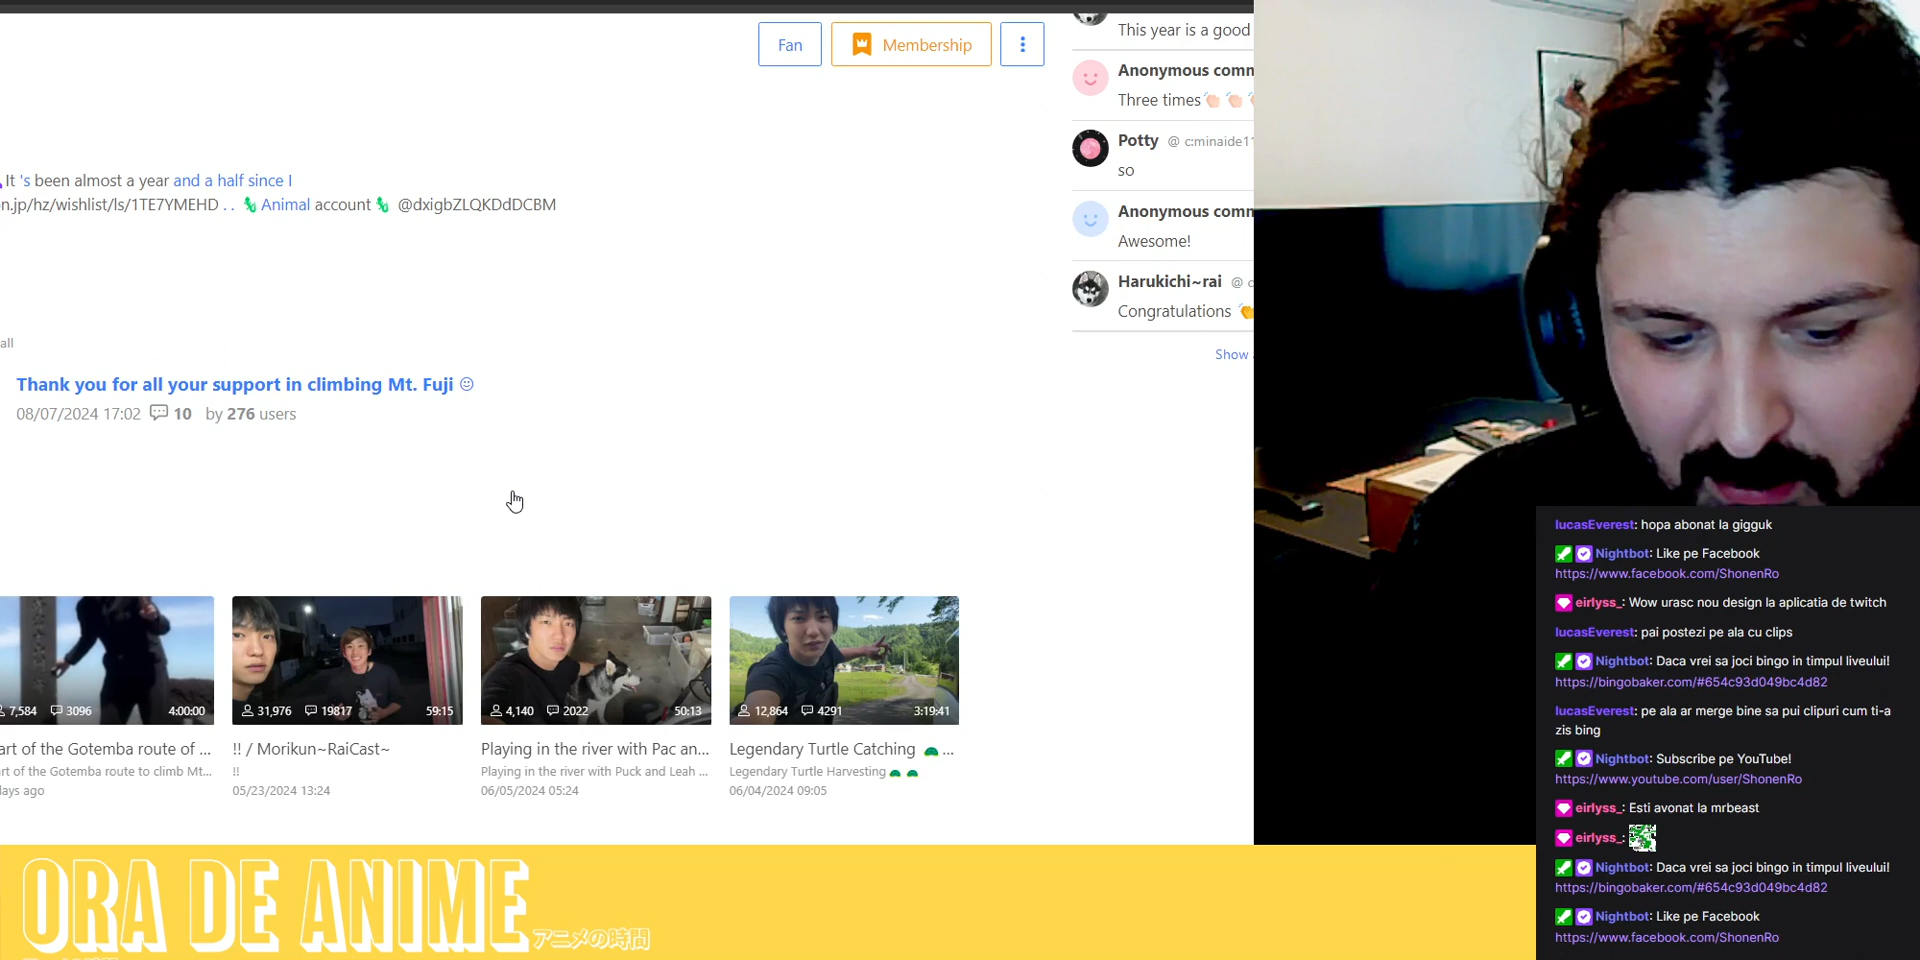 Fan
Membership
It 's been almost a year and a half since I
n.jp/hz/wishlist/ls/1TE7YMEHD . . Animal account @dxigbZLQKDdDCBM
all
Thank you for all your support in climbing Mt. Fuji
08/07/2024 17:02 10 by 276 users
7,584 3096 4:00:00
art of the Gotemba route of ...
rt of the Gotemba route to climb Mt...
days ago
31,976 19817 59:15
!! / Morikun~RaiCast~
!!
05/23/2024 13:24
4,140 2022 50:13
Playing in the river with Pac an...
Playing in the river with Puck and Leah ...
06/05/2024 05:24
12,864 4291 3:19:41
Legendary Turtle Catching ...
Legendary Turtle Harvesting
06/04/2024 09:05
This year is a good
Anonymous comm
Three times
Potty @ c:minaide11
so
Anonymous comm
Awesome!
Harukichi~rai @ c
Congratulations
Show
lucasEverest: hopa abonat la gigguk
Nightbot: Like pe Facebook
https://www.facebook.com/ShonenRo
eirlyss_: Wow urasc nou design la aplicatia de twitch
lucasEverest: pai postezi pe ala cu clips
Nightbot: Daca vrei sa joci bingo in timpul liveului!
https://bingobaker.com/#654c93d049bc4d82
lucasEverest: pe ala ar merge bine sa pui clipuri cum ti-a
zis bing
Nightbot: Subscribe pe YouTube!
https://www.youtube.com/user/ShonenRo
eirlyss_: Esti avonat la mrbeast
eirlyss_:
Nightbot: Daca vrei sa joci bingo in timpul liveului!
https://bingobaker.com/#654c93d049bc4d82
Nightbot: Like pe Facebook
https://www.facebook.com/ShonenRo
ORA DE ANIME
アニメの時間